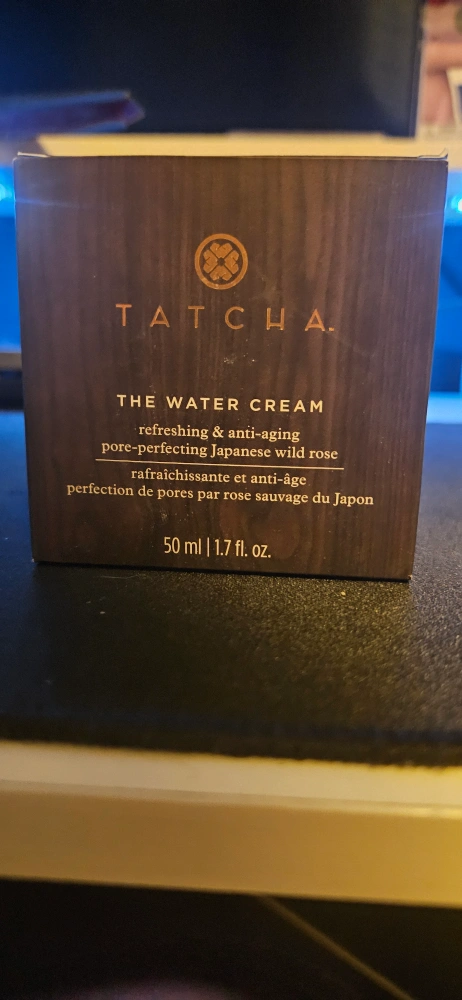 TATCHA™
THE WATER CREAM
refreshing & anti-aging
pore-perfecting Japanese wild rose
rafraîchissante et anti-âge
perfection de pores par rose sauvage du Japon
50 ml | 1.7 fl. oz.